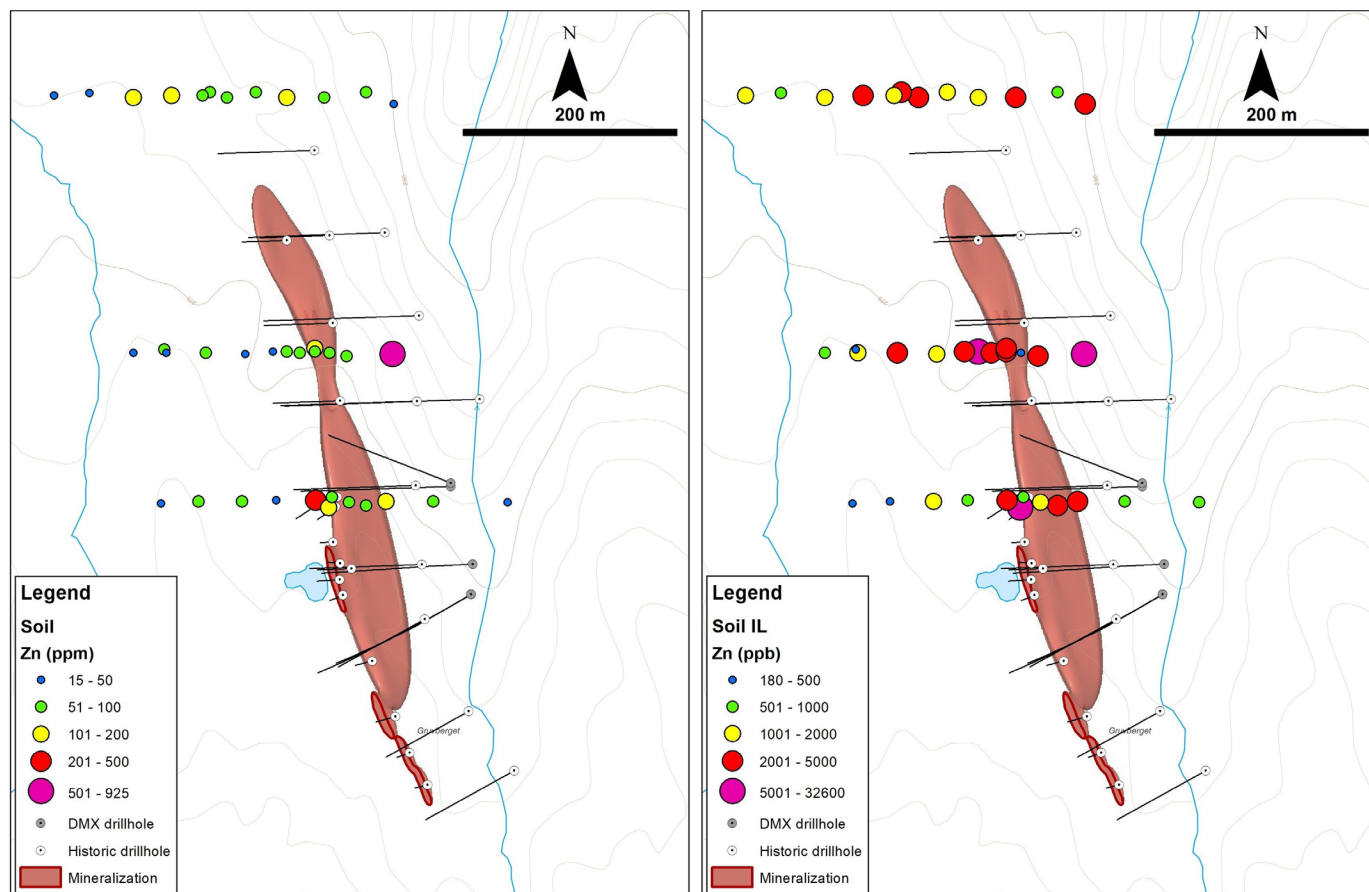 N
200 m
Gruvberget
Legend
Soil
Zn (ppm)
15 - 50
51 - 100
101 - 200
201 - 500
501 - 925
DMX drillhole
Historic drillhole
Mineralization
N
200 m
Gruvberget
Legend
Soil IL
Zn (ppb)
180 - 500
501 - 1000
1001 - 2000
2001 - 5000
5001 - 32600
DMX drillhole
Historic drillhole
Mineralization